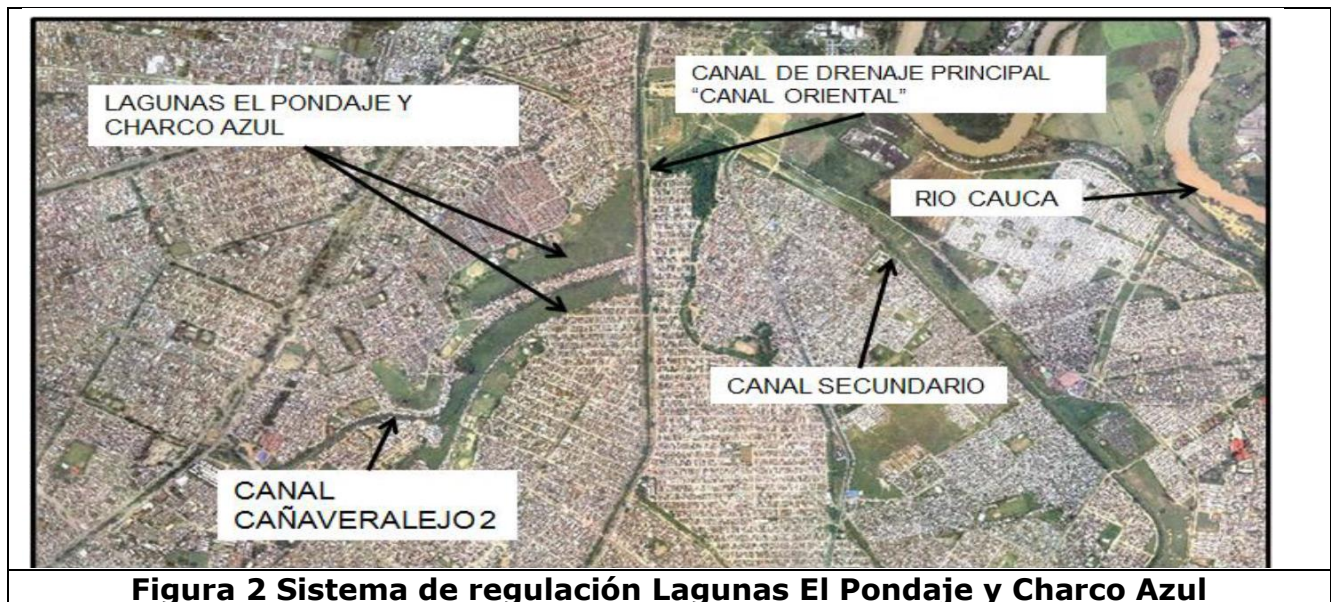 LAGUNAS EL PONDAJE Y
CHARCO AZUL
CANAL DE DRENAJE PRINCIPAL
“CANAL ORIENTAL”
RIO CAUCA
CANAL SECUNDARIO
CANAL
CAÑAVERALEJO 2
Figura 2 Sistema de regulación Lagunas El Pondaje y Charco Azul